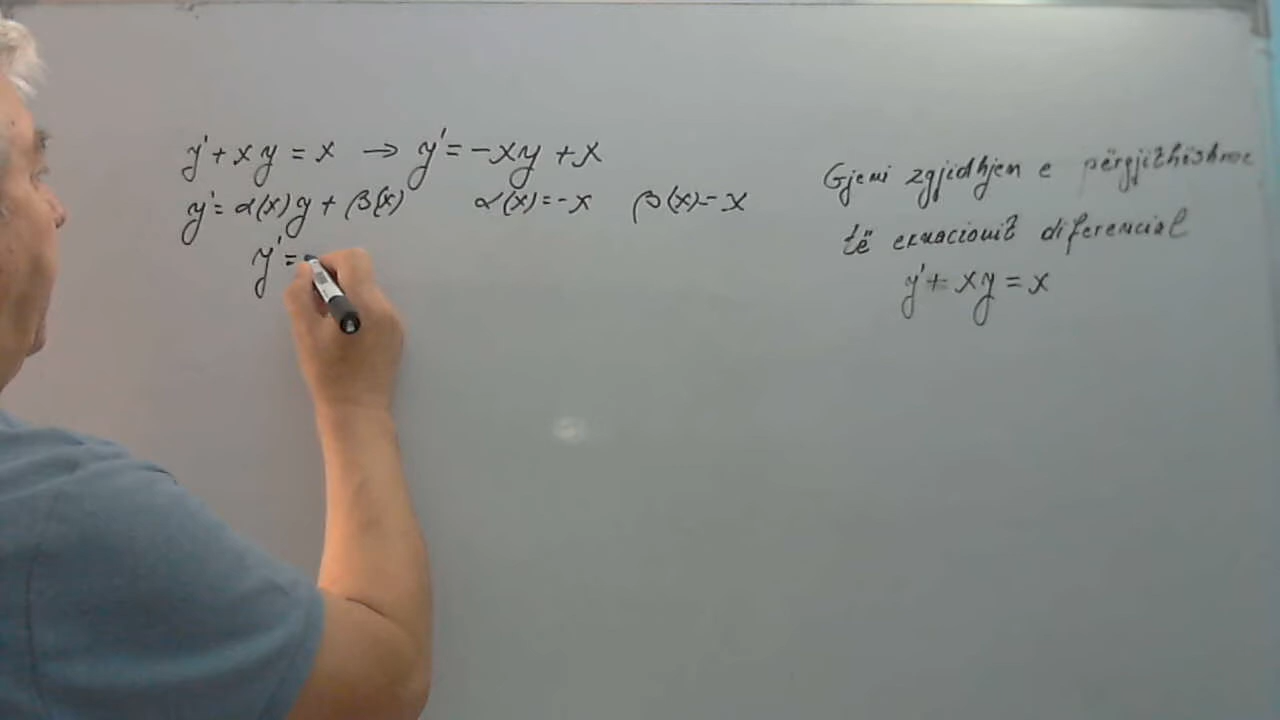 y' + xy = x → y' = -xy + x
y' = α(x)y + β(x) α(x) = -x β(x) = x
y' =
Gjeni zgjidhjen e përgjithshme
të ekuacionit diferencial
y' + xy = x